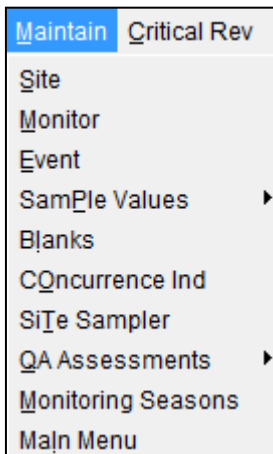 Maintain Critical Rev
Site
Monitor
Event
SamPle Values
Blanks
COncurrence Ind
SiTe Sampler
QA Assessments
Monitoring Seasons
MaIn Menu